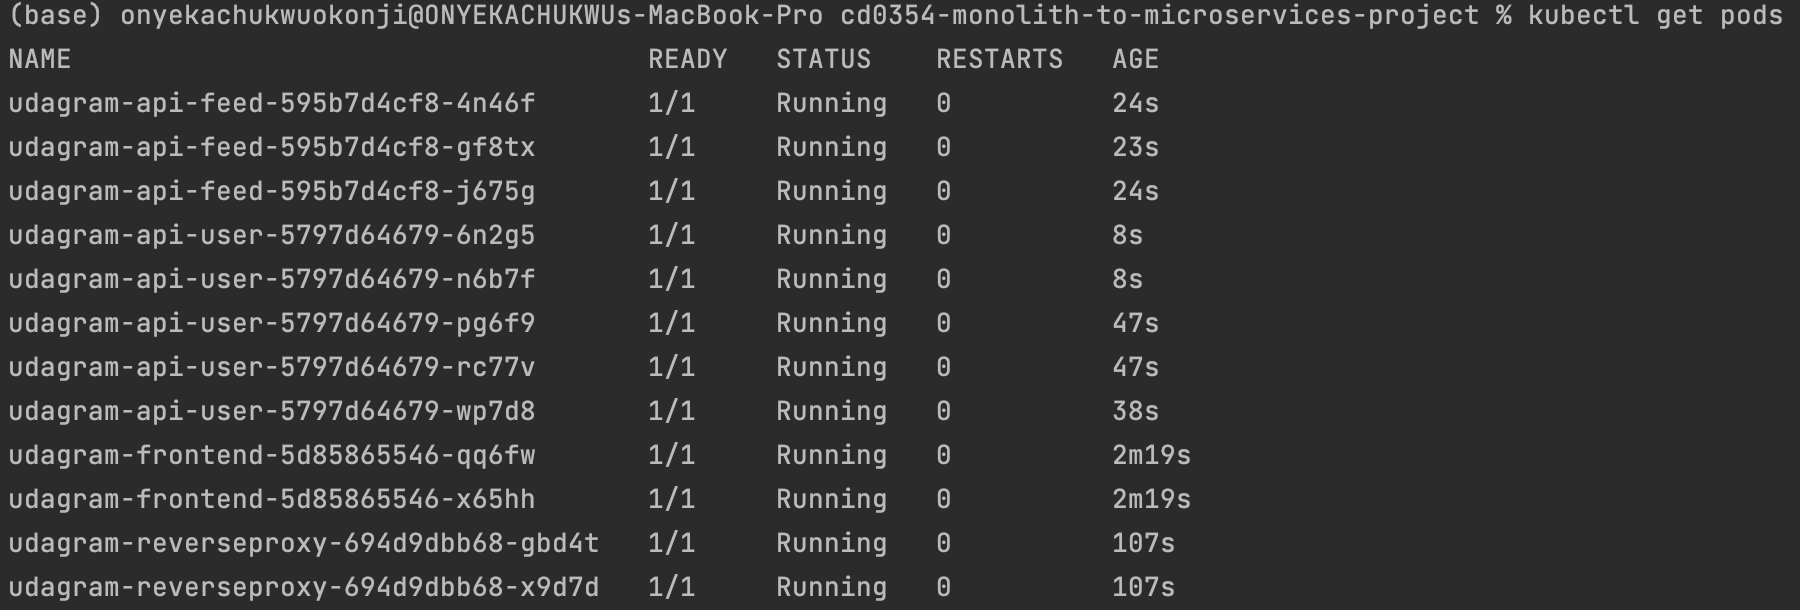 (base) onyekachukwuokonji@ONYEKACHUKWUs-MacBook-Pro cd0354-monolith-to-microservices-project % kubectl get pods
NAME READY STATUS RESTARTS AGE
udagram-api-feed-595b7d4cf8-4n46f 1/1 Running 0 24s
udagram-api-feed-595b7d4cf8-gf8tx 1/1 Running 0 23s
udagram-api-feed-595b7d4cf8-j675g 1/1 Running 0 24s
udagram-api-user-5797d64679-6n2g5 1/1 Running 0 8s
udagram-api-user-5797d64679-n6b7f 1/1 Running 0 8s
udagram-api-user-5797d64679-pg6f9 1/1 Running 0 47s
udagram-api-user-5797d64679-rc77v 1/1 Running 0 47s
udagram-api-user-5797d64679-wp7d8 1/1 Running 0 38s
udagram-frontend-5d85865546-qq6fw 1/1 Running 0 2m19s
udagram-frontend-5d85865546-x65hh 1/1 Running 0 2m19s
udagram-reverseproxy-694d9dbb68-gbd4t 1/1 Running 0 107s
udagram-reverseproxy-694d9dbb68-x9d7d 1/1 Running 0 107s